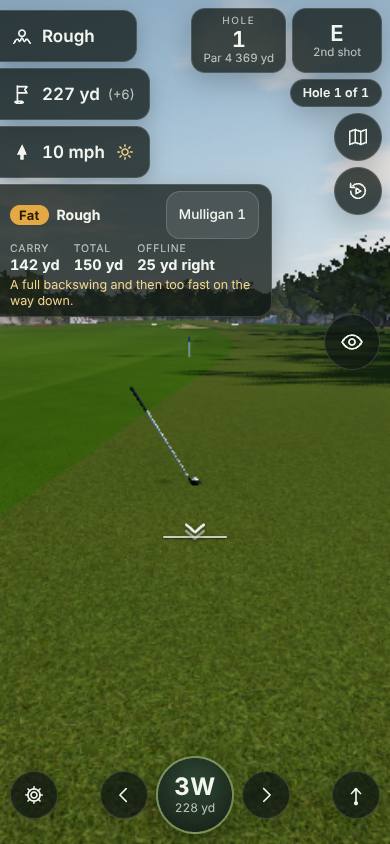 Rough
HOLE
1
Par 4 369 yd
E
2nd shot
227 yd (+6)
Hole 1 of 1
10 mph
Fat Rough
Mulligan 1
CARRY TOTAL OFFLINE
142 yd 150 yd 25 yd right
A full backswing and then too fast on the
way down.
3W
228 yd